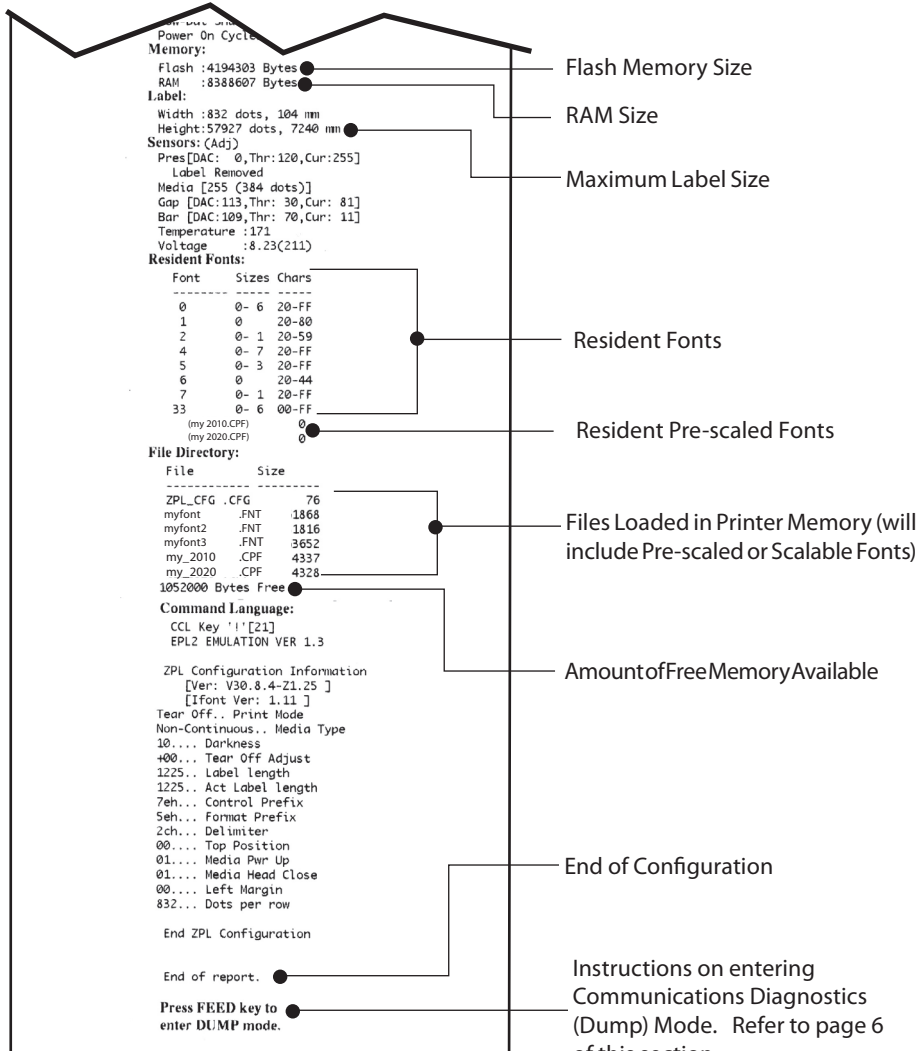 Power On Cycle
Memory:
Flash :4194303 Bytes
RAM :8388607 Bytes
Label:
Width :832 dots, 104 mm
Height:57927 dots, 7240 mm
Sensors: (Adj)
Pres[DAC: 0,Thr:120,Cur:255]
Label Removed
Media [255 (384 dots)]
Gap [DAC:113,Thr: 30,Cur: 81]
Bar [DAC:109,Thr: 70,Cur: 11]
Temperature :171
Voltage :8.23(211)
Resident Fonts:
Font Sizes Chars
-------- ----- -----
0 0- 6 20-FF
1 0 20-80
2 0- 1 20-59
4 0- 7 20-FF
5 0- 3 20-FF
6 0 20-44
7 0- 1 20-FF
33 0- 6 00-FF
(my 2010.CPF) 0
(my 2020.CPF) 0
File Directory:
File Size
------------ ---------
ZPL_CFG .CFG 76
myfont .FNT 1868
myfont2 .FNT 1816
myfont3 .FNT 3652
my_2010 .CPF 4337
my_2020 .CPF 4328
1052000 Bytes Free
Command Language:
CCL Key '!'[21]
EPL2 EMULATION VER 1.3
ZPL Configuration Information
[Ver: V30.8.4-Z1.25 ]
[Ifont Ver: 1.11 ]
Tear Off.. Print Mode
Non-Continuous.. Media Type
10.... Darkness
+00... Tear Off Adjust
1225.. Label length
1225.. Act Label length
7eh... Control Prefix
5eh... Format Prefix
2ch... Delimiter
00.... Top Position
01.... Media Pwr Up
01.... Media Head Close
00.... Left Margin
832... Dots per row
End ZPL Configuration
End of report.
Press FEED key to
enter DUMP mode.
Flash Memory Size
RAM Size
Maximum Label Size
Resident Fonts
Resident Pre-scaled Fonts
Files Loaded in Printer Memory (will
include Pre-scaled or Scalable Fonts)
Amount of Free Memory Available
End of Configuration
Instructions on entering
Communications Diagnostics
(Dump) Mode. Refer to page 6
of this section